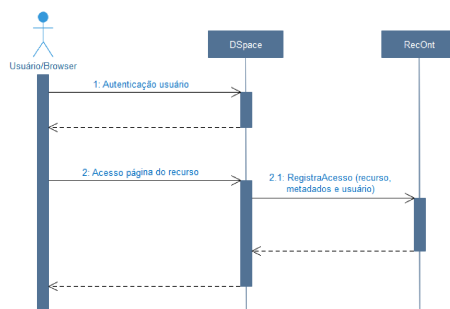 DSpace
RecOnt
Usuário/Browser
1: Autenticação usuário
2: Acesso página do recurso
2.1: RegistraAcesso (recurso,
metadados e usuário)